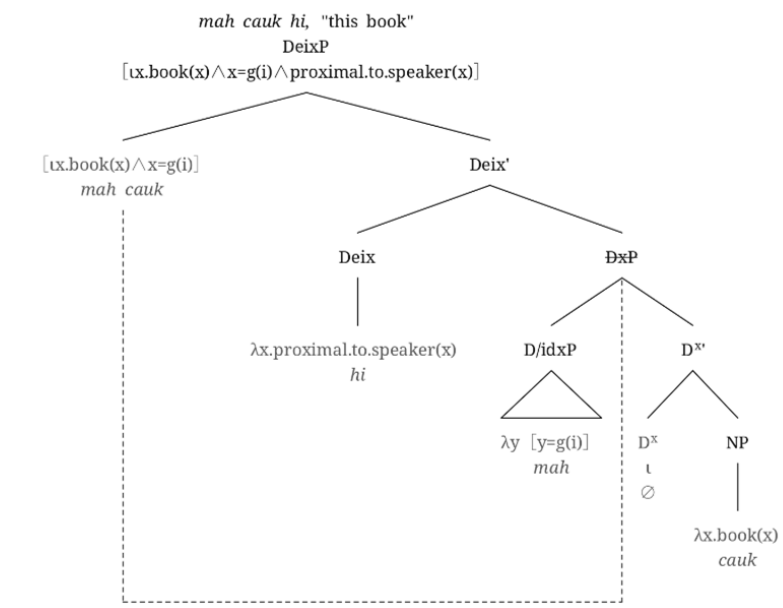 mah cauk hi, "this book"
DeixP
[ιx.book(x)∧x=g(i)∧proximal.to.speaker(x)]
[ιx.book(x)∧x=g(i)]
mah cauk
Deix'
Deix
DxP
λx.proximal.to.speaker(x)
hi
D/idxP
Dˣ'
λy [y=g(i)]
mah
Dˣ
ι
∅
NP
λx.book(x)
cauk